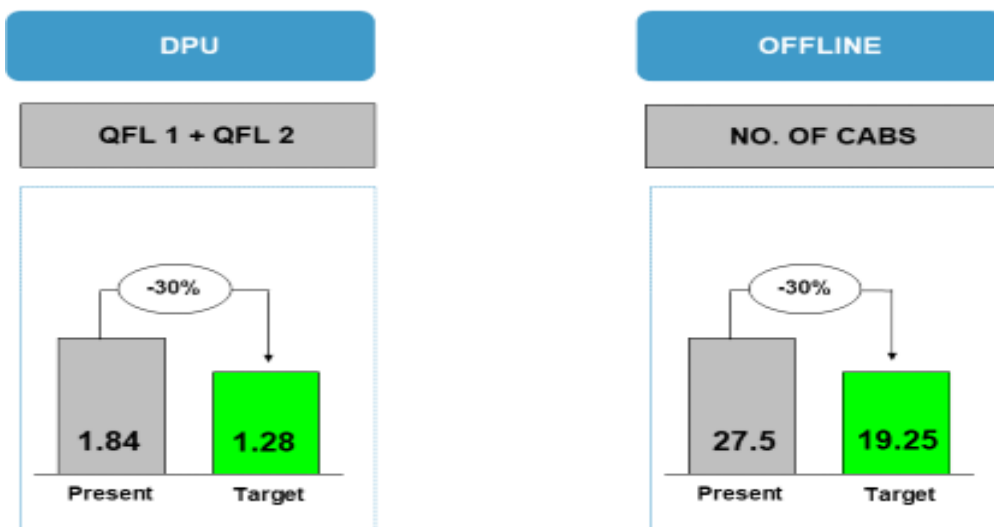 DPU
QFL 1 + QFL 2
-30%
1.84
1.28
Present
Target
OFFLINE
NO. OF CABS
-30%
27.5
19.25
Present
Target